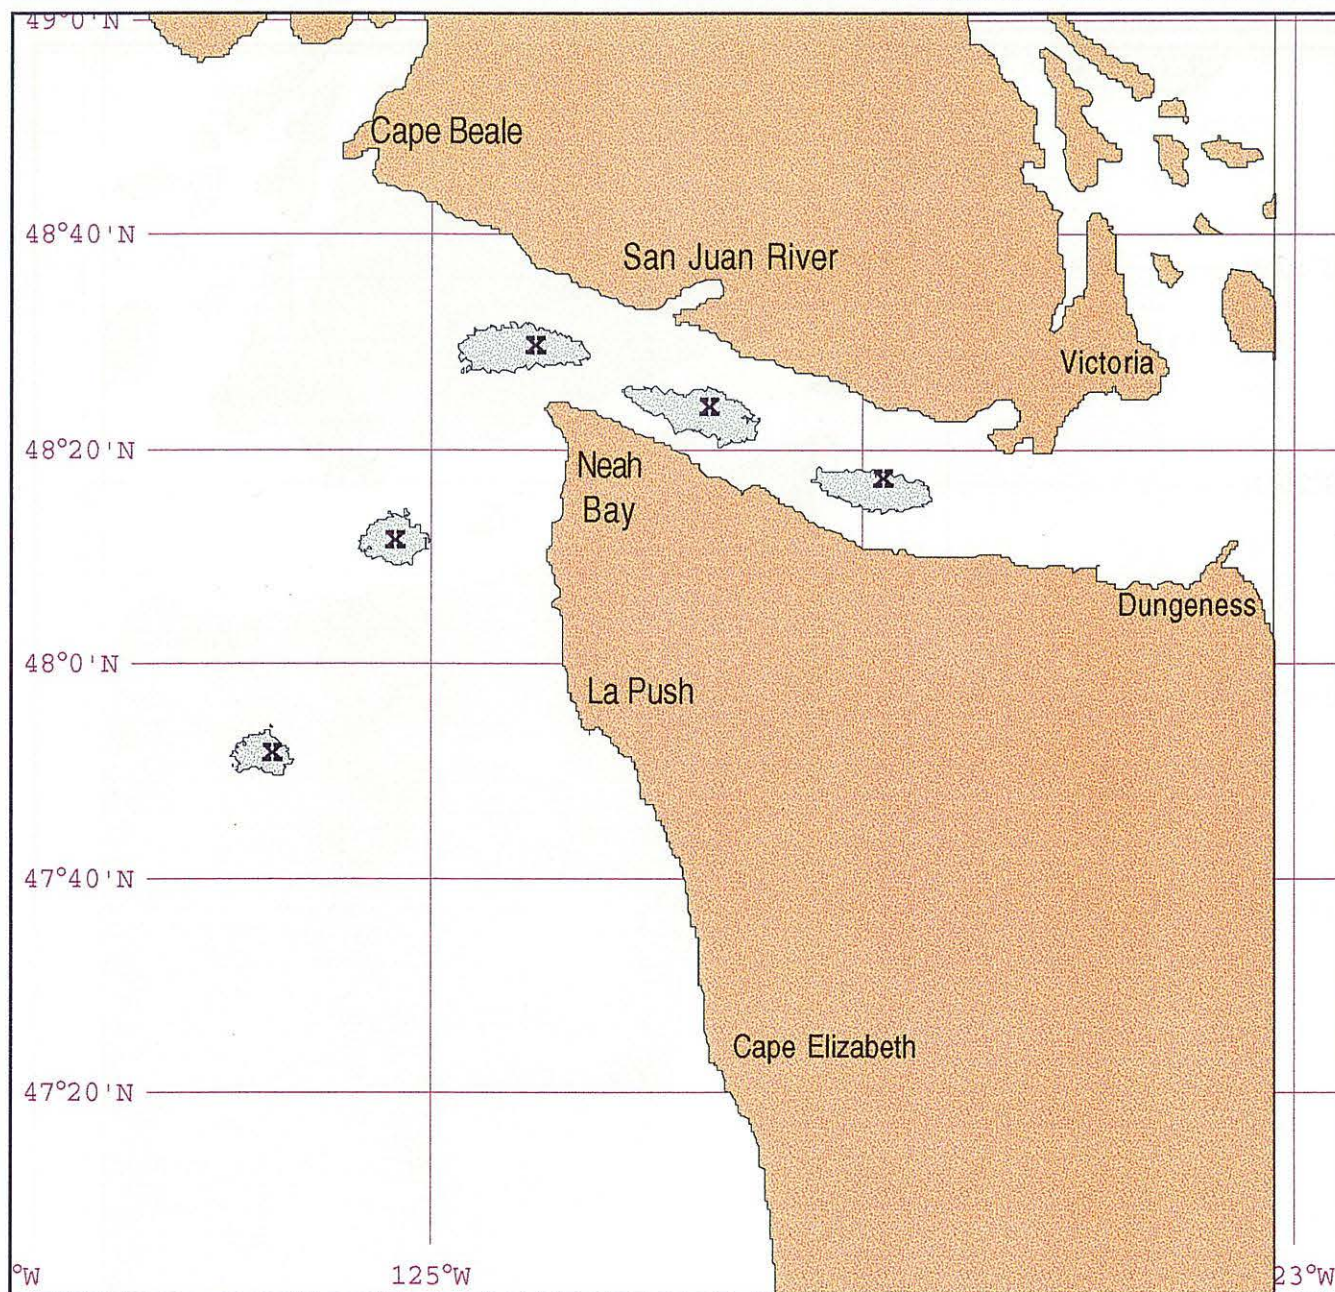 49°0'N
Cape Beale
48°40'N
San Juan River
X
Victoria
X
48°20'N
Neah
Bay
X
X
Dungeness
48°0'N
La Push
X
47°40'N
Cape Elizabeth
47°20'N
°W
125°W
23°W